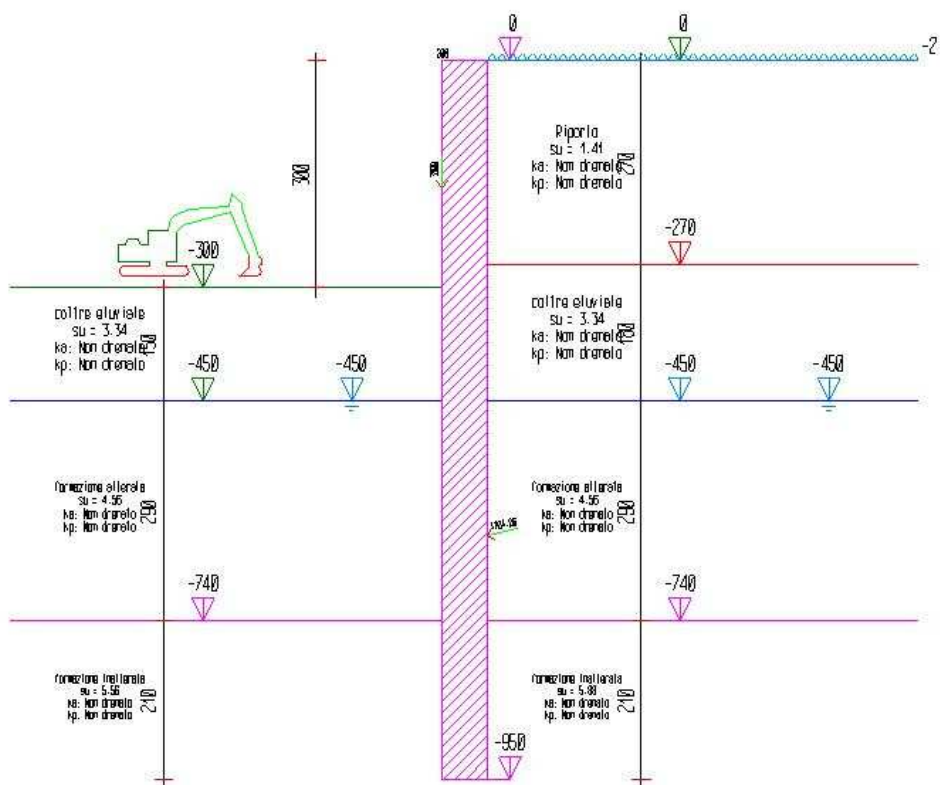 0
0
-2
200
Riporto
su = 1.41
ka: Non drenato
kp: Non drenato
270
300
-270
-300
coltre eluviale
su = 3.34
ka: Non drenato
kp: Non drenato
150
coltre eluviale
su = 3.34
ka: Non drenato
kp: Non drenato
180
-450
-450
-450
-450
formazione alterata
su = 4.56
ka: Non drenato
kp: Non drenato
290
formazione alterata
su = 4.56
ka: Non drenato
kp: Non drenato
290
-740
-740
formazione inalterata
su = 5.56
ka: Non drenato
kp: Non drenato
210
formazione inalterata
su = 5.88
ka: Non drenato
kp: Non drenato
210
-950